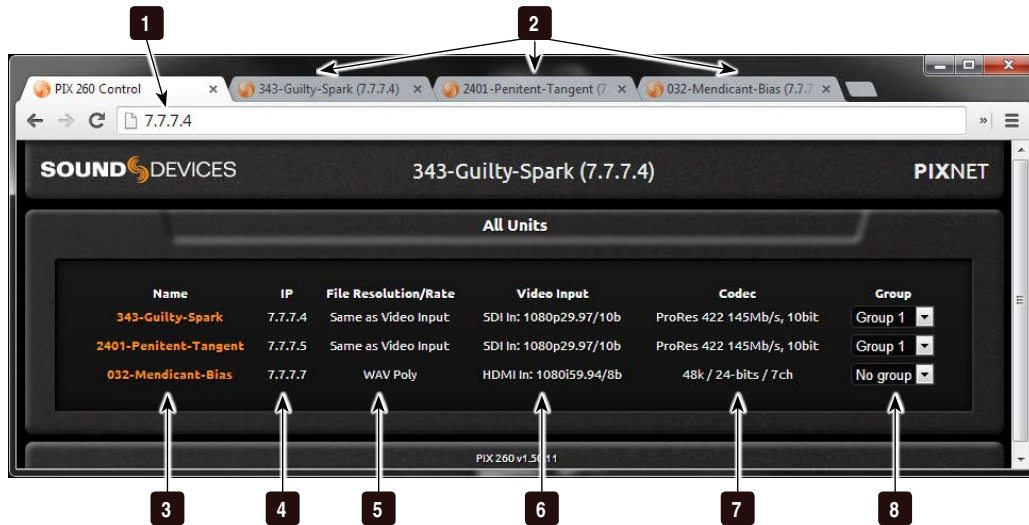 1 2
PIX 260 Control 343-Guilty-Spark (7.7.7.4) 2401-Penitent-Tangent (7. 032-Mendicant-Bias (7.7.7
7.7.7.4
SOUND DEVICES 343-Guilty-Spark (7.7.7.4) PIXNET
All Units
Name IP File Resolution/Rate Video Input Codec Group
343-Guilty-Spark 7.7.7.4 Same as Video Input SDI In: 1080p29.97/10b ProRes 422 145Mb/s, 10bit Group 1
2401-Penitent-Tangent 7.7.7.5 Same as Video Input SDI In: 1080p29.97/10b ProRes 422 145Mb/s, 10bit Group 1
032-Mendicant-Bias 7.7.7.7 WAV Poly HDMI In: 1080i59.94/8b 48k / 24-bits / 7ch No group
PIX 260
3 4 5 6 7 8